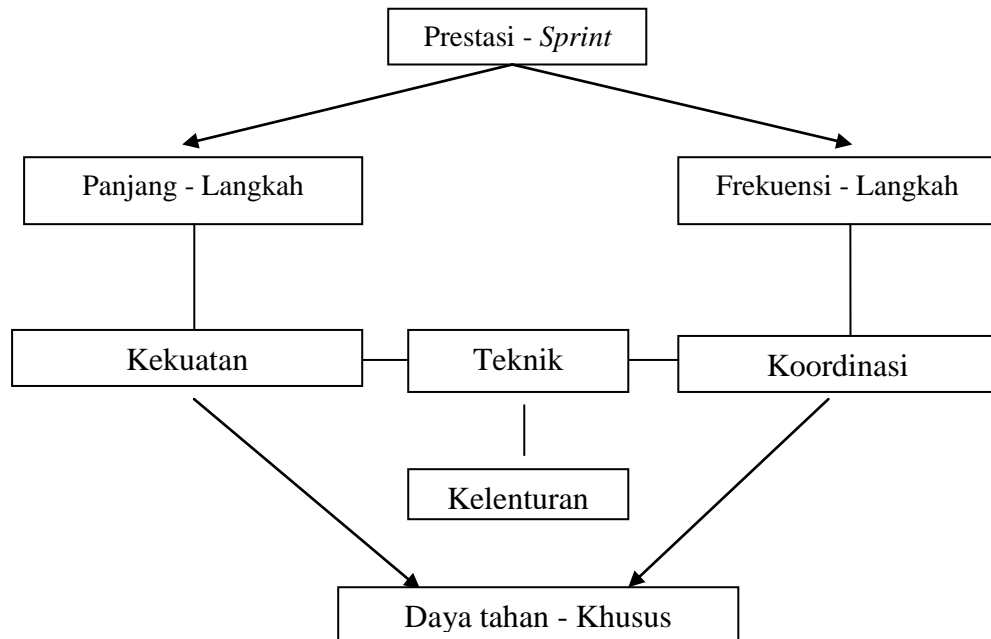 Prestasi - Sprint
Panjang - Langkah
Frekuensi - Langkah
Kekuatan
Teknik
Koordinasi
Kelenturan
Daya tahan - Khusus